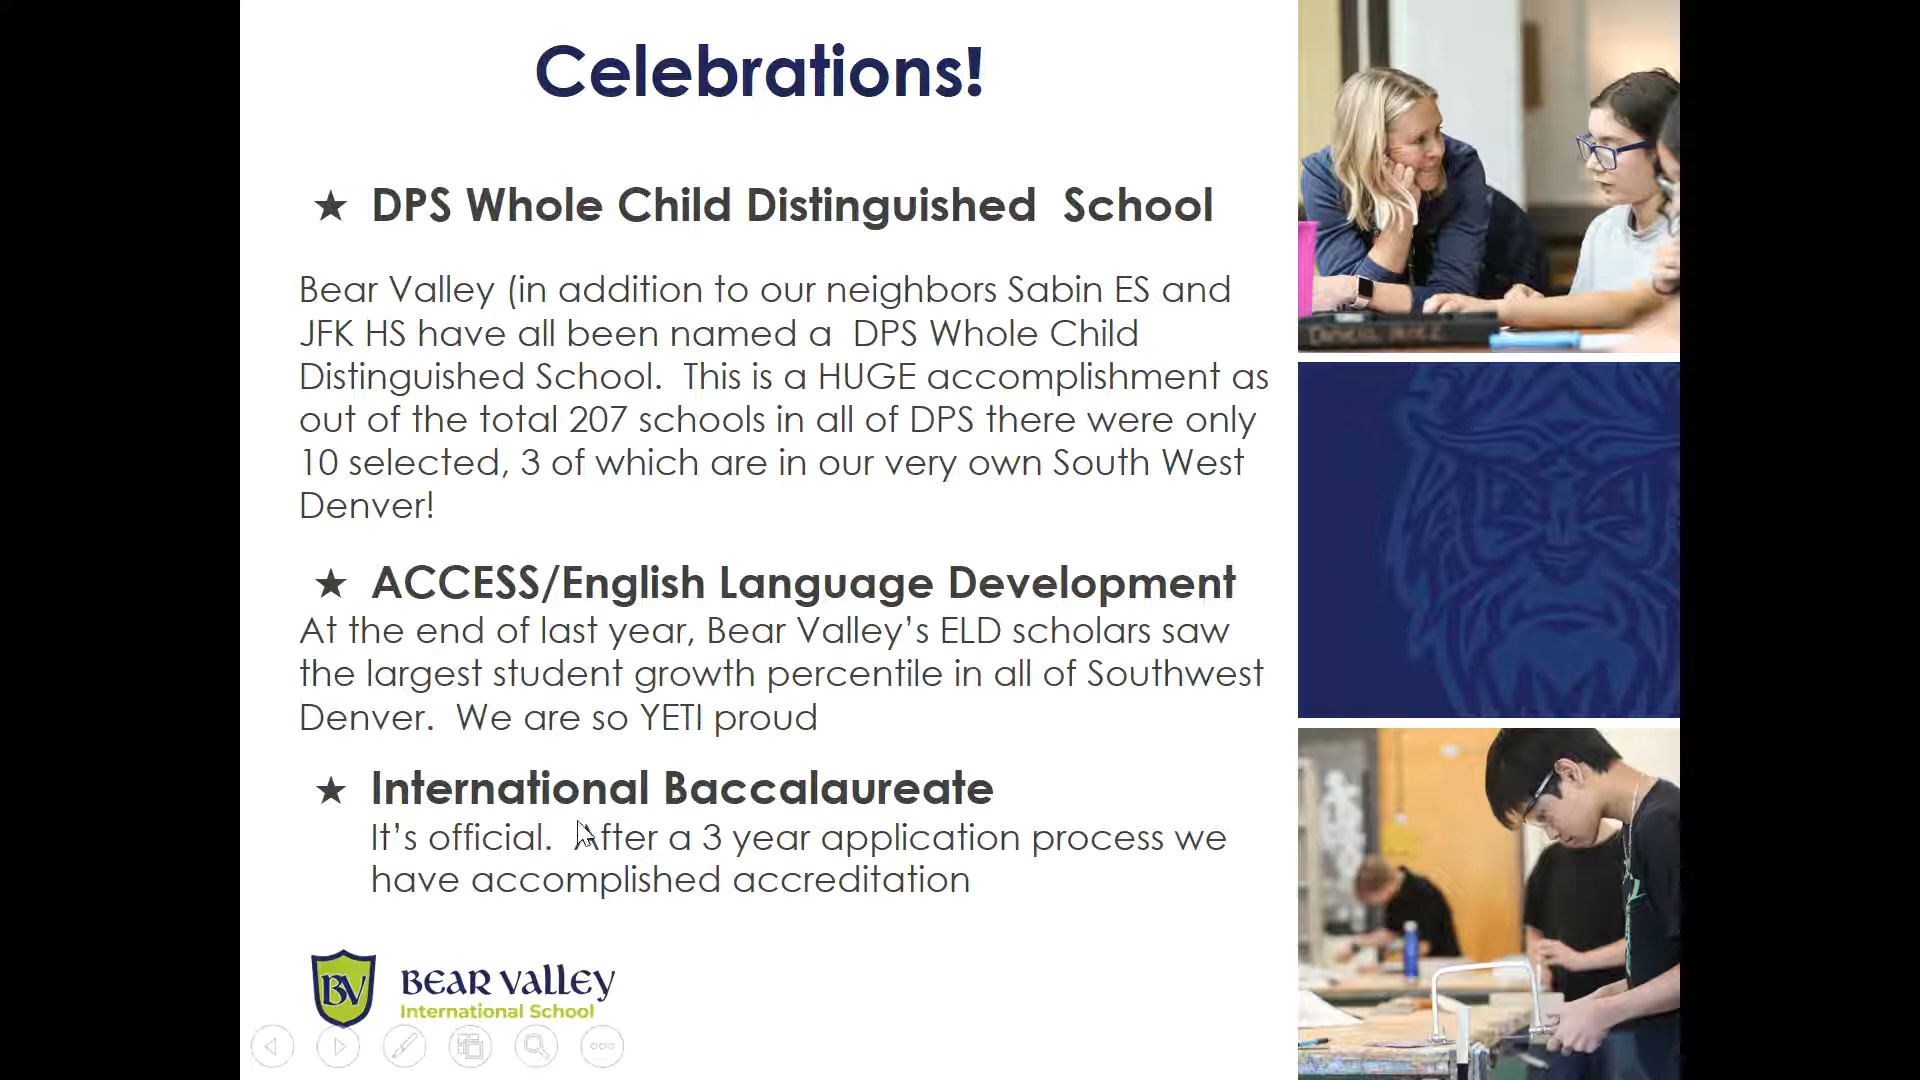 Celebrations!
★ DPS Whole Child Distinguished  School
Bear Valley (in addition to our neighbors Sabin ES and
JFK HS have all been named a  DPS Whole Child
Distinguished School.  This is a HUGE accomplishment as
out of the total 207 schools in all of DPS there were only
10 selected, 3 of which are in our very own South West
Denver!
★ ACCESS/English Language Development
At the end of last year, Bear Valley’s ELD scholars saw
the largest student growth percentile in all of Southwest
Denver.  We are so YETI proud
★ International Baccalaureate
It’s official.  After a 3 year application process we
have accomplished accreditation
BV
BEAR VALLEY
International School